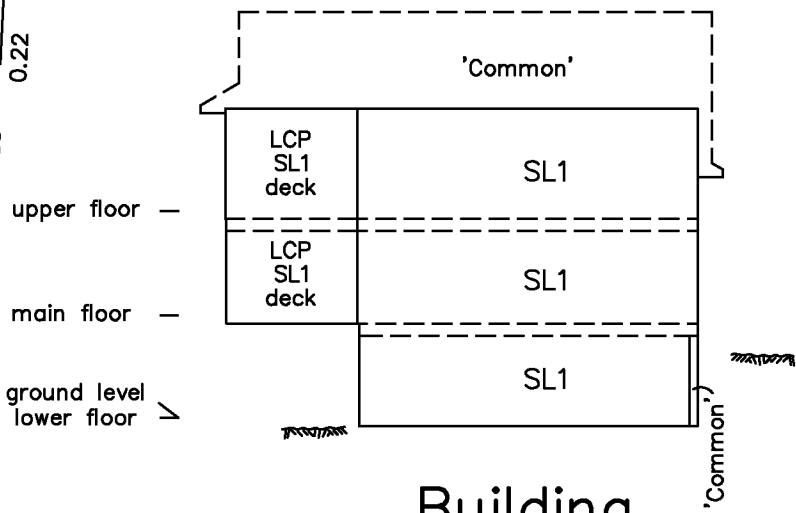 0.22
'Common'
LCP
SL1
deck
SL1
upper floor
LCP
SL1
deck
SL1
main floor
SL1
ground level
lower floor
'Common'
Building